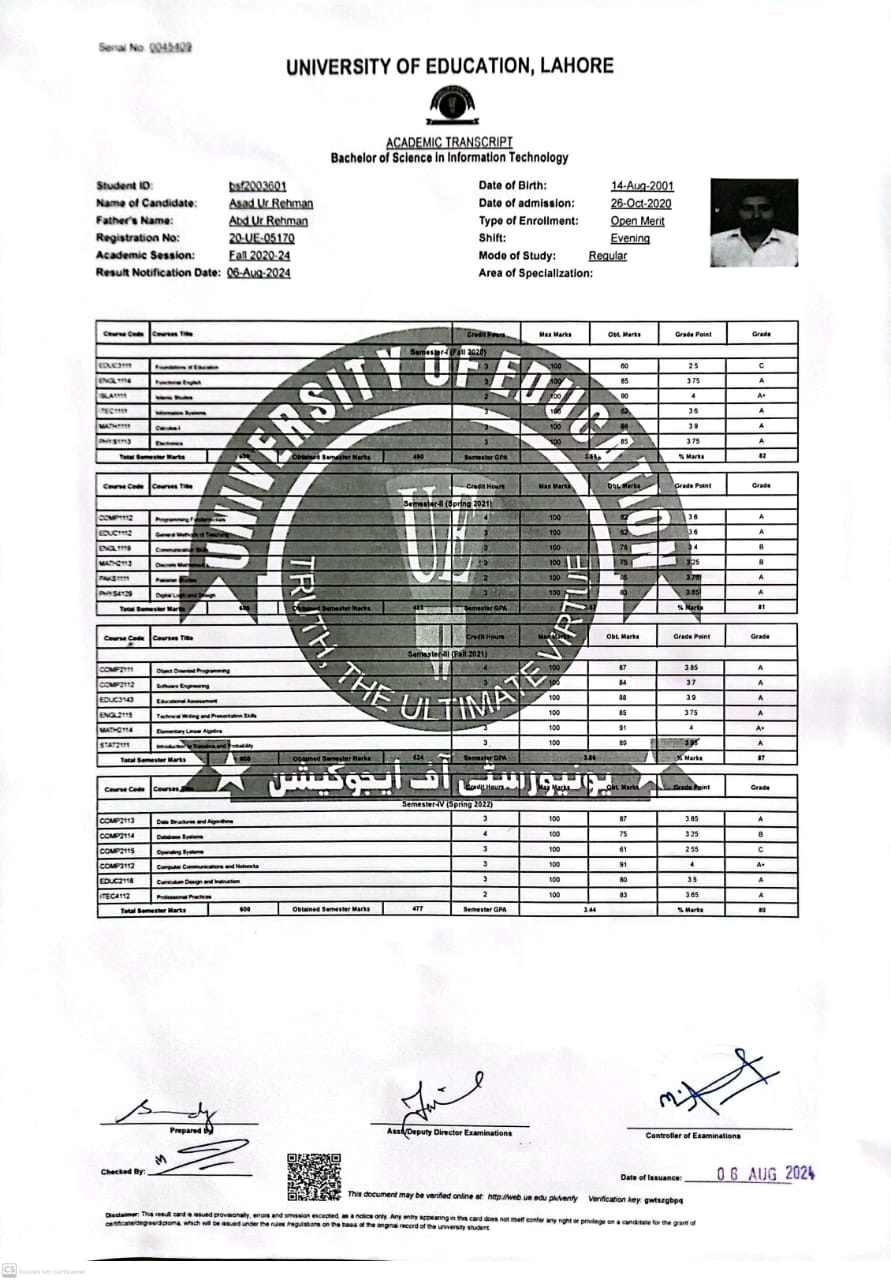 Serial No. 0045409
UNIVERSITY OF EDUCATION, LAHORE
ACADEMIC TRANSCRIPT
Bachelor of Science in Information Technology
Student ID: bsf2003601 Date of Birth: 14-Aug-2001
Name of Candidate: Asad Ur Rehman Date of admission: 26-Oct-2020
Father's Name: Abd Ur Rehman Type of Enrollment: Open Merit
Registration No: 20-UE-05170 Shift: Evening
Academic Session: Fall 2020-24 Mode of Study: Regular
Result Notification Date: 06-Aug-2024 Area of Specialization:
UNIVERSITY OF EDUCATION
UE
TRUTH, THE ULTIMATE VIRTUE
یونیورسٹی آف ایجوکیشن
Course Code Courses Title Credit Hours Max Marks Obt. Marks Grade Point Grade
Semester-I (Fall 2020)
EDUC3111 Foundations of Education 3 100 60 2.5 C
ENGL1114 Functional English 3 100 85 3.75 A
ISLA1111 Islamic Studies 2 100 90 4 A+
ITEC1111 Information Systems 3 100 82 3.6 A
MATH1111 Calculus-I 3 100 3.9 A
PHYS1113 Electronics 3 100 85 3.75 A
Total Semester Marks Obtained Semester Marks 490 Semester GPA % Marks 82
Course Code Courses Title Credit Hours Max Marks Obt. Marks Grade Point Grade
Semester-II (Spring 2021)
COMP1112 Programming Fundamentals 4 100 82 3.6 A
EDUC1112 General Methods of Teaching 3 100 82 3.6 A
ENGL1119 Communication Skills 3 100 78 3.4 B
MATH2113 Discrete 3 100 75 3.25 B
PAKS1111 Pakistan Studies 2 100 85 3.75 A
PHYS4129 Digital Logic and Design 3 100 83 3.65 A
Total Semester Marks 600 Obtained Semester Marks Semester GPA % Marks 81
Course Code Courses Title Credit Hours Max Marks Obt. Marks Grade Point Grade
Semester-III (Fall 2021)
COMP2111 Object Oriented Programming 4 100 87 3.85 A
COMP2112 Software Engineering 3 100 84 3.7 A
EDUC3143 Educational Assessment 100 88 3.9 A
ENGL2115 Technical Writing and Presentation Skills 100 85 3.75 A
MATH2114 Elementary Linear Algebra 3 100 91 4 A+
STAT2111 Introduction to Statistics and Probability 3 100 89 3.95 A
Total Semester Marks 600 Obtained Semester Marks 524 Semester GPA 3.84 % Marks 87
Course Code Courses Title Credit Hours Max Marks Obt. Marks Grade Point Grade
Semester-IV (Spring 2022)
COMP2113 Data Structures and Algorithms 3 100 87 3.85 A
COMP2114 Database Systems 4 100 75 3.25 B
COMP2115 Operating Systems 3 100 61 2.55 C
COMP3112 Computer Communications and Networks 3 100 91 4 A+
EDUC2118 Curriculum Design and Instruction 3 100 80 3.5 A
ITEC4112 Professional Practices 2 100 83 3.65 A
Total Semester Marks 600 Obtained Semester Marks 477 Semester GPA 3.44 % Marks 80
Prepared By Asst/Deputy Director Examinations Controller of Examinations
Checked By:
Date of Issuance: 06 AUG 2024
This document may be verified online at: http://web.ue.edu.pk/verify Verification key: gwtszgbpq
Disclaimer: This result card is issued provisionally, errors and omission excepted, as a notice only. Any entry appearing in this card does not itself confer any right or privilege on a candidate for the grant of
certificate/degree/diploma, which will be issued under the rules /regulations on the basis of the original record of the university student.
CS Scanned with CamScanner